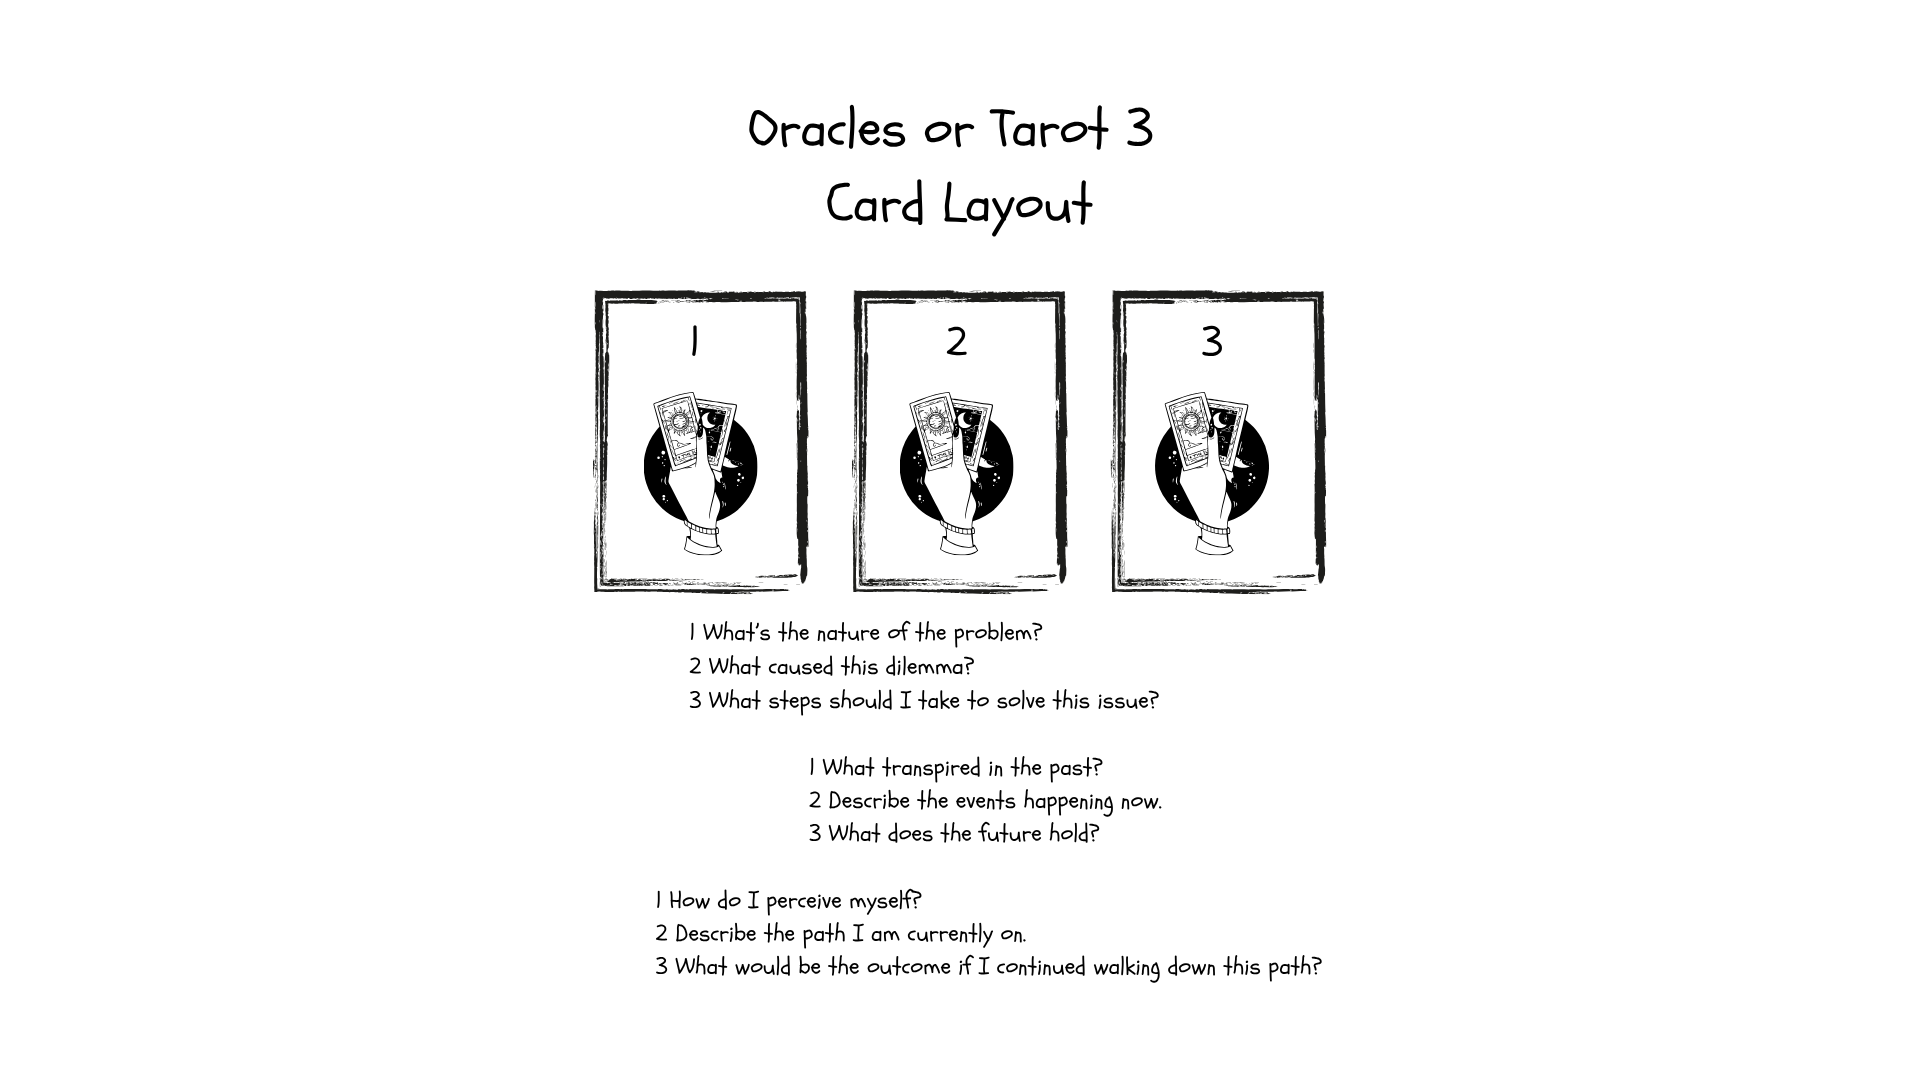 Oracles or Tarot 3
Card Layout
1
2
3
1 What's the nature of the problem?
2 What caused this dilemma?
3 What steps should I take to solve this issue?
1 What transpired in the past?
2 Describe the events happening now.
3 What does the future hold?
1 How do I perceive myself?
2 Describe the path I am currently on.
3 What would be the outcome if I continued walking down this path?